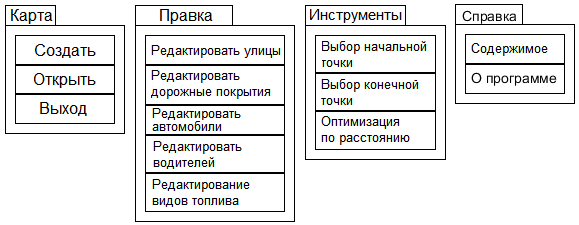 Карта
Создать
Открыть
Выход
Правка
Редактировать улицы
Редактировать
дорожные покрытия
Редактировать
автомобили
Редактировать
водителей
Редактирование
видов топлива
Инструменты
Выбор начальной
точки
Выбор конечной
точки
Оптимизация
по расстоянию
Справка
Содержимое
О программе